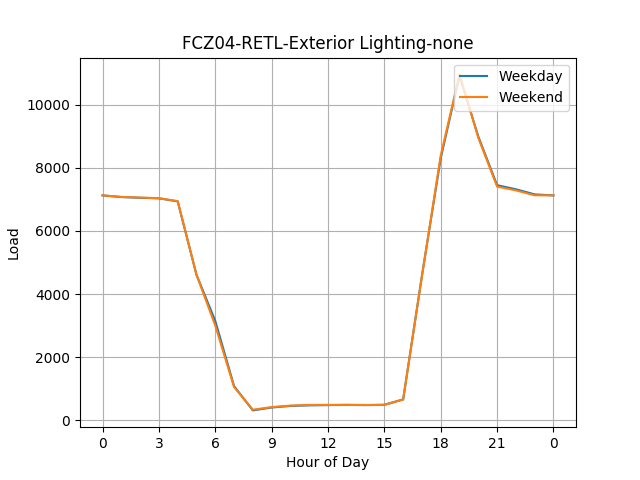 FCZ04-RETL-Exterior Lighting-none
Weekday
Weekend
10000
8000
6000
4000
2000
0
Load
0 3 6 9 12 15 18 21 0
Hour of Day